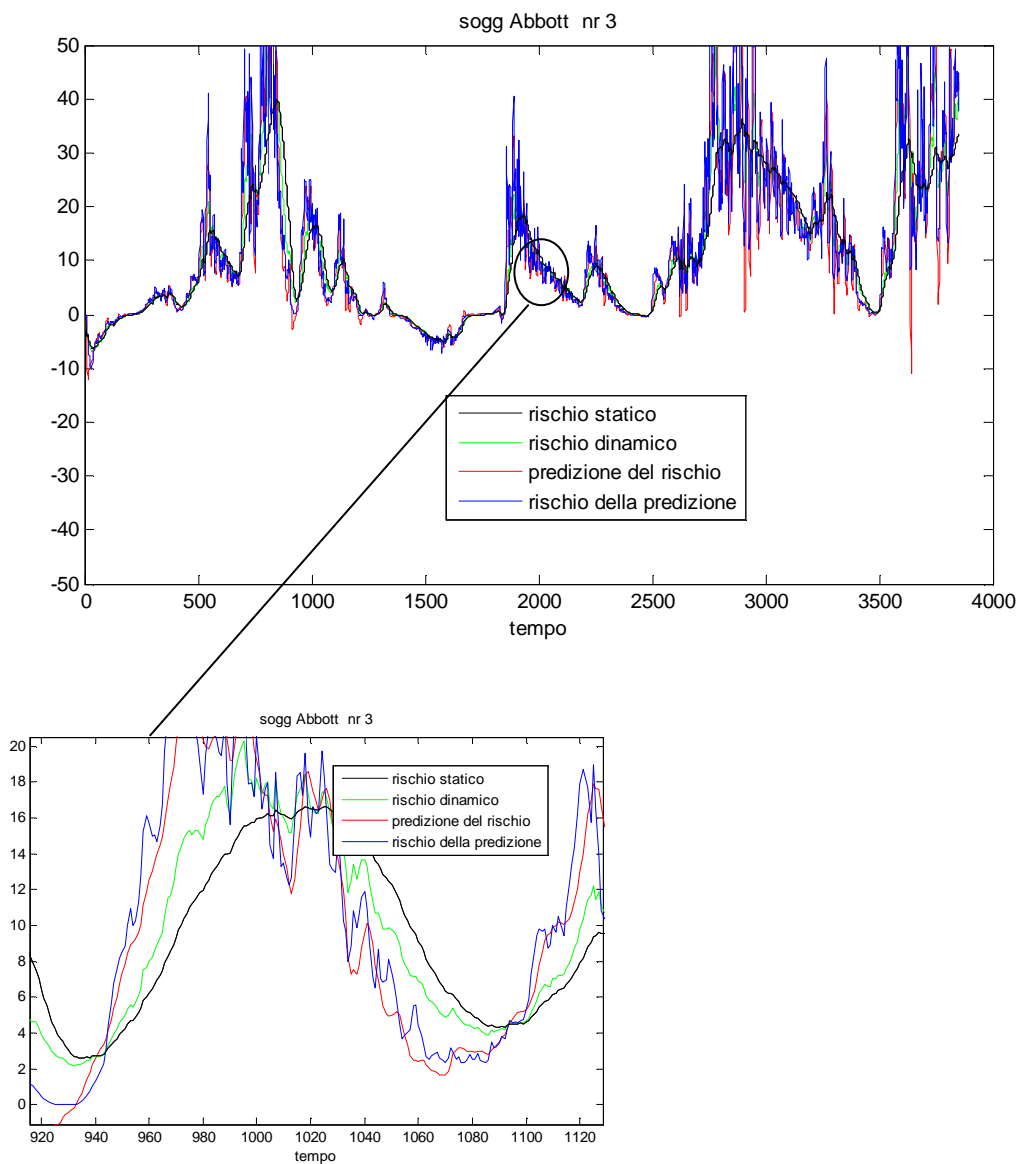 sogg Abbott nr 3
50
40
30
20
10
0
-10
-20
-30
-40
-50
rischio statico
rischio dinamico
predizione del rischio
rischio della predizione
0 500 1000 1500 2000 2500 3000 3500 4000
tempo
sogg Abbott nr 3
20
18
16
14
12
10
8
6
4
2
0
rischio statico
rischio dinamico
predizione del rischio
rischio della predizione
920 940 960 980 1000 1020 1040 1060 1080 1100 1120
tempo